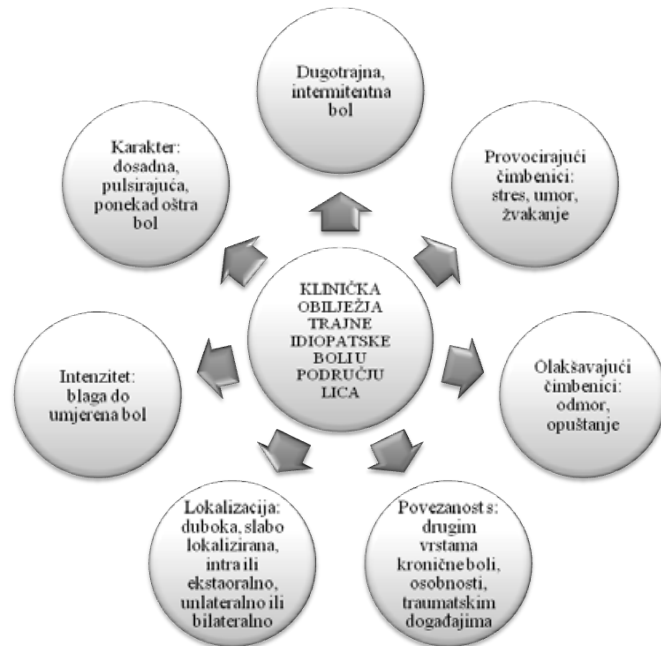 Dugotrajna,
intermitentna
bol
Karakter:
dosadna,
pulsirajuća,
ponekad oštra
bol
Provocirajući
čimbenici:
stres, umor,
žvakanje
KLINIČKA
OBILJEŽJA
TRAJNE
IDIOPATSKE
BOLI U
PODRUČJU
LICA
Intenzitet:
blaga do
umjerena bol
Olakšavajući
čimbenici:
odmor,
opuštanje
Lokalizacija:
duboka, slabo
lokalizirana,
intra ili
ekstaoralno,
unlateralno ili
bilateralno
Povezanost s:
drugim
vrstama
kronične boli,
osobnosti,
traumatskim
događajima